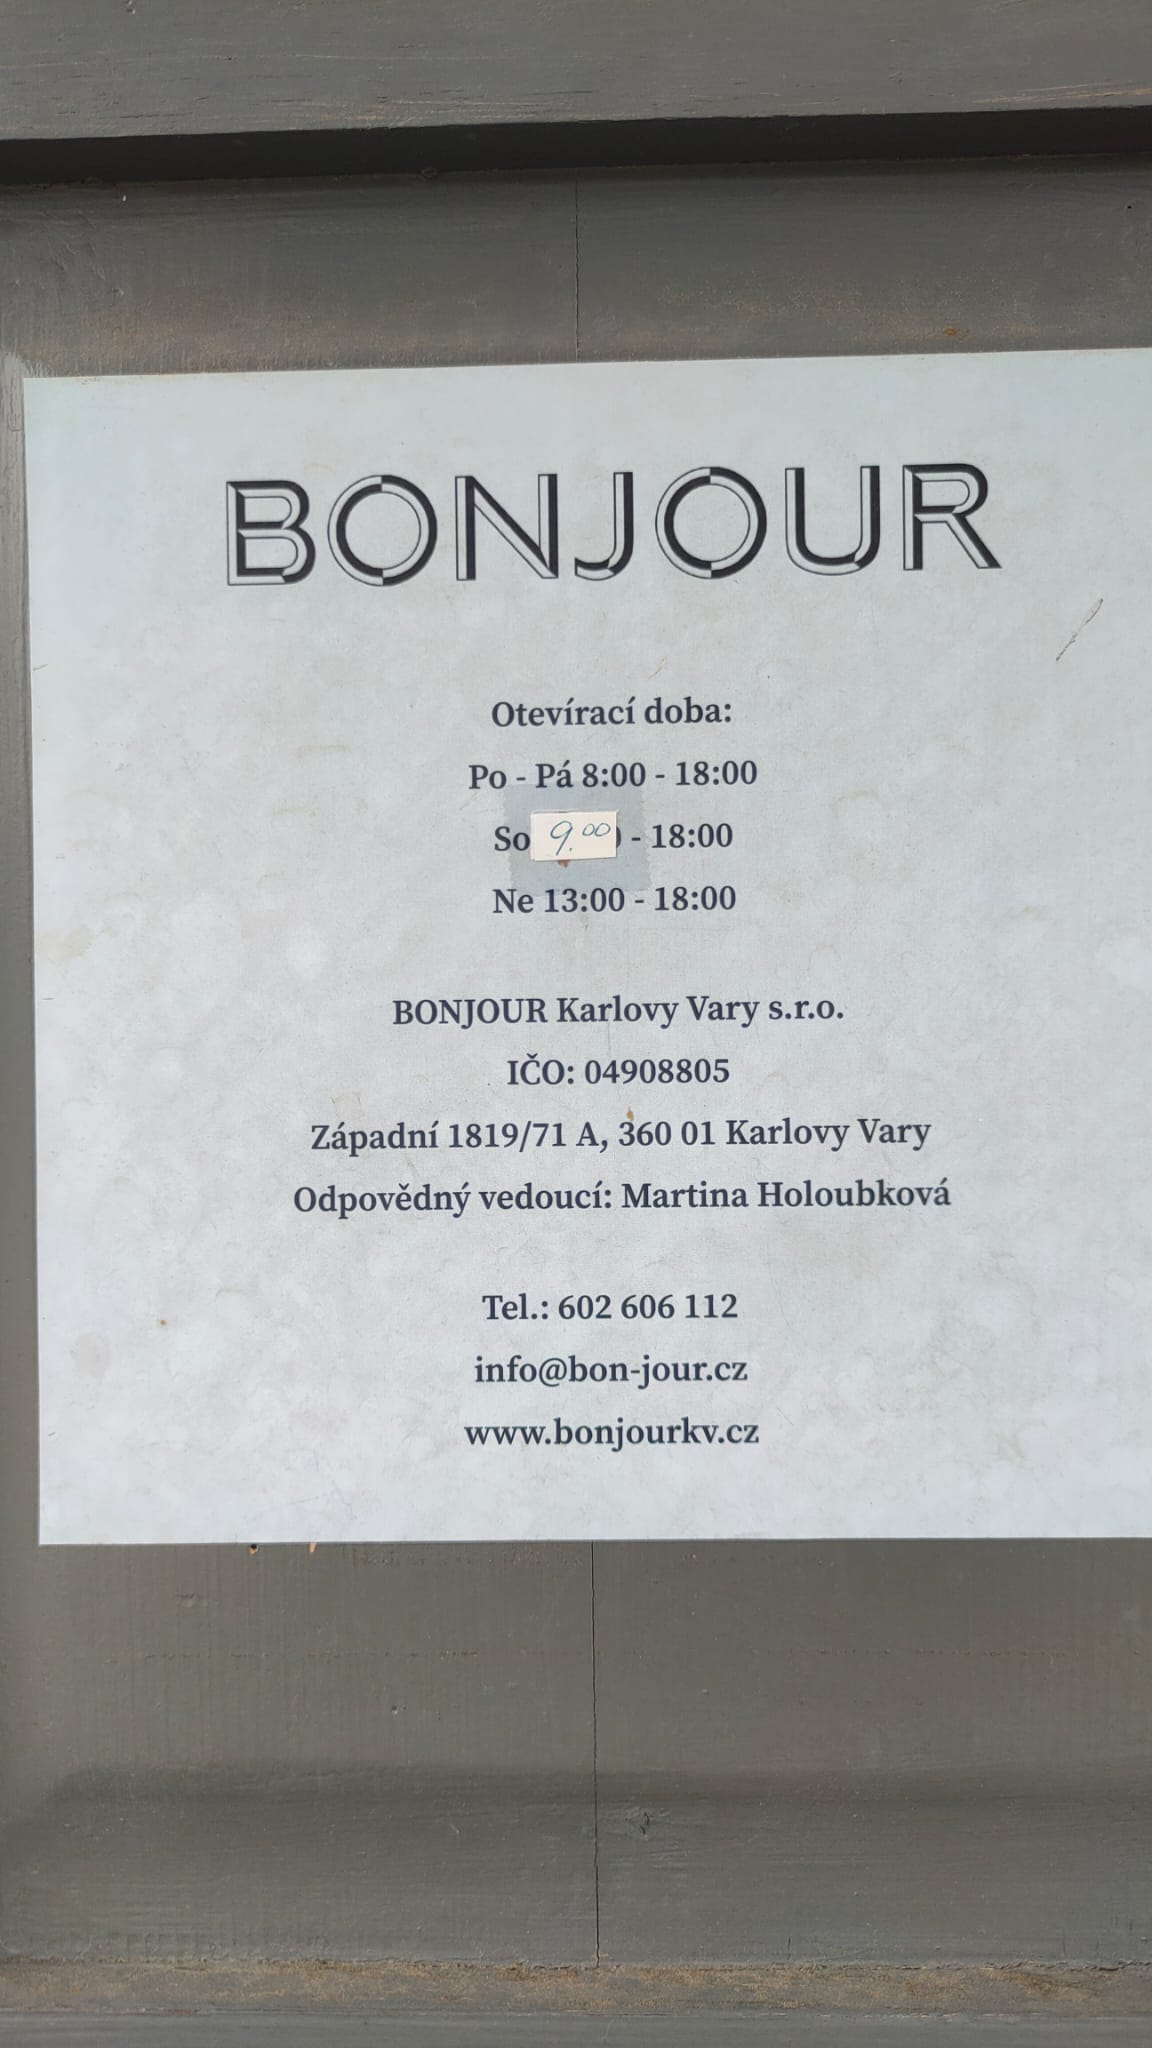 BONJOUR
Otevírací doba:
Po - Pá 8:00 - 18:00
So 9.00 - 18:00
Ne 13:00 - 18:00
BONJOUR Karlovy Vary s.r.o.
IČO: 04908805
Západní 1819/71 A, 360 01 Karlovy Vary
Odpovědný vedoucí: Martina Holoubková
Tel.: 602 606 112
info@bon-jour.cz
www.bonjourkv.cz